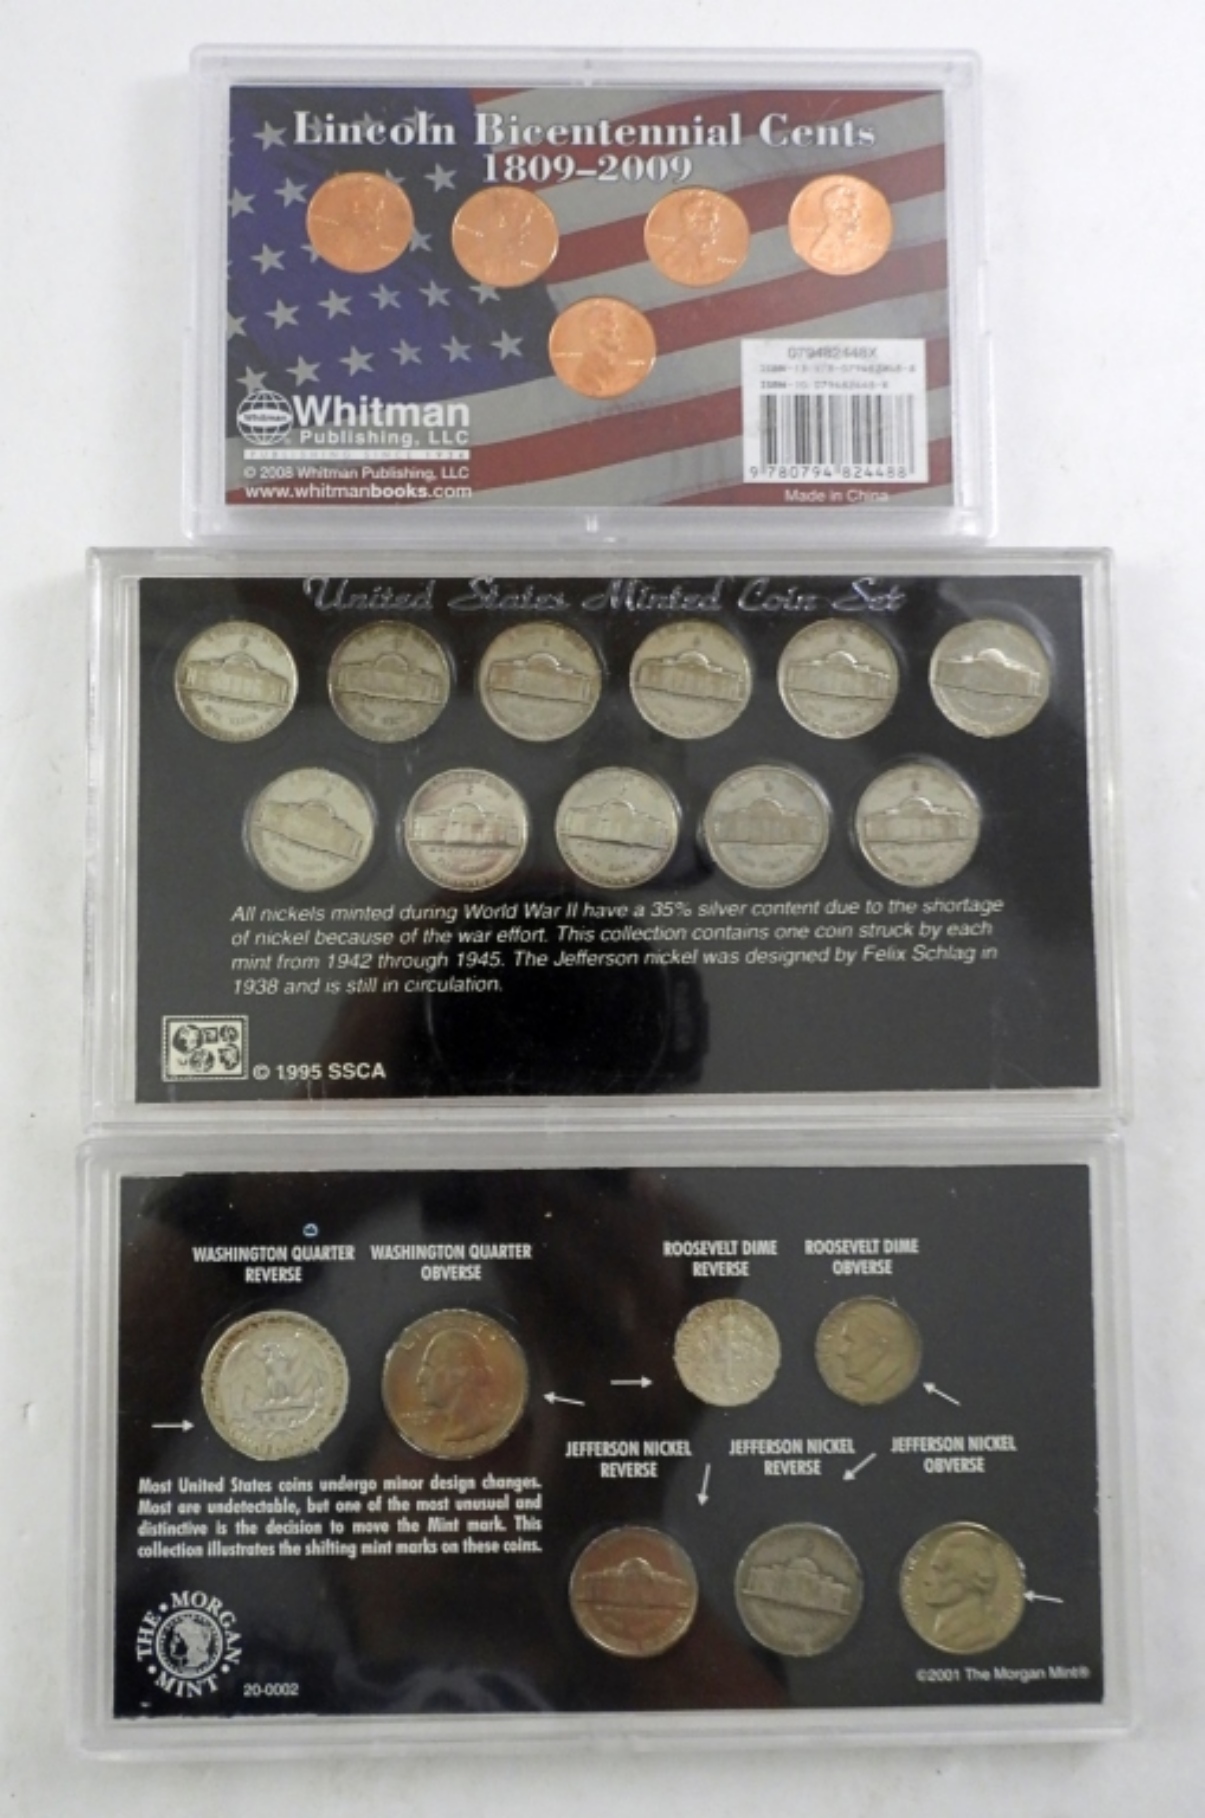 Lincoln Bicentennial Cents
1809–2009
Whitman
Publishing, LLC
PUBLISHING SINCE 1934
© 2008 Whitman Publishing, LLC
www.whitmanbooks.com
079482448X
9 780794 824488
Made in China
United States Minted Coin Set
All nickels minted during World War II have a 35% silver content due to the shortage
of nickel because of the war effort. This collection contains one coin struck by each
mint from 1942 through 1945. The Jefferson nickel was designed by Felix Schlag in
1938 and is still in circulation.
© 1995 SSCA
WASHINGTON QUARTER
REVERSE
WASHINGTON QUARTER
OBVERSE
ROOSEVELT DIME
REVERSE
ROOSEVELT DIME
OBVERSE
JEFFERSON NICKEL
REVERSE
JEFFERSON NICKEL
REVERSE
JEFFERSON NICKEL
OBVERSE
Most United States coins undergo minor design changes.
Most are undetectable, but one of the most unusual and
distinctive is the decision to move the Mint mark. This
collection illustrates the shifting mint marks on these coins.
THE • MORGAN • MINT •
20-0002
©2001 The Morgan Mint®